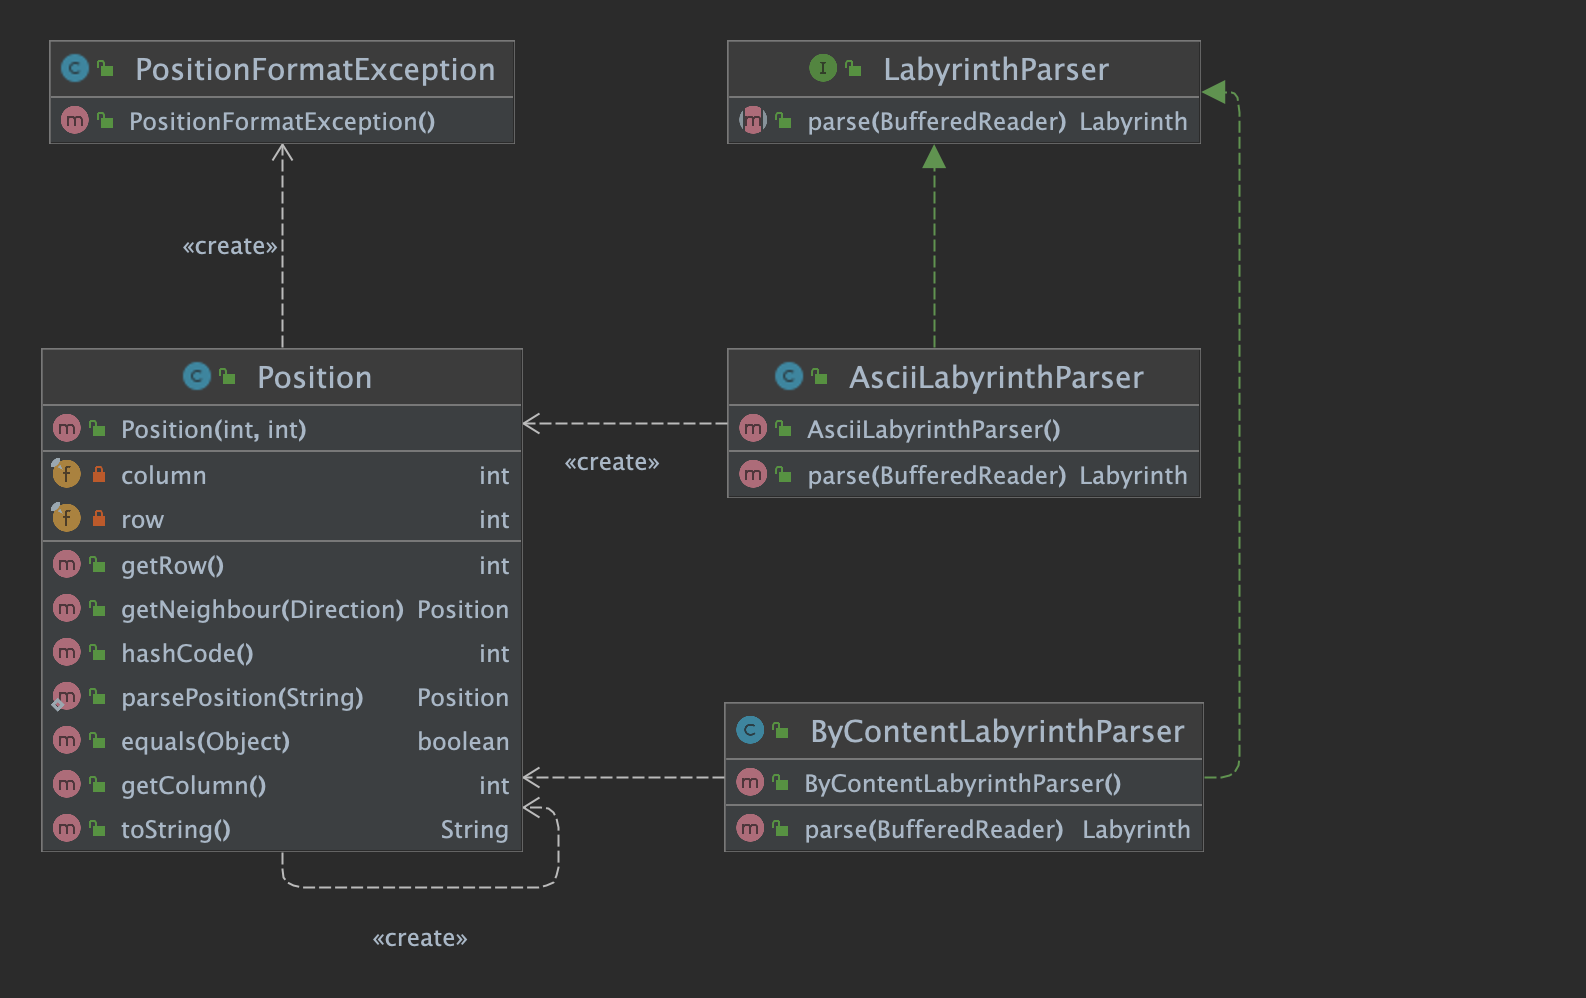 PositionFormatException
PositionFormatException()
LabyrinthParser
parse(BufferedReader) Labyrinth
«create»
Position
Position(int, int)
column int
row int
getRow() int
getNeighbour(Direction) Position
hashCode() int
parsePosition(String) Position
equals(Object) boolean
getColumn() int
toString() String
«create»
AsciiLabyrinthParser
AsciiLabyrinthParser()
parse(BufferedReader) Labyrinth
ByContentLabyrinthParser
ByContentLabyrinthParser()
parse(BufferedReader) Labyrinth
«create»